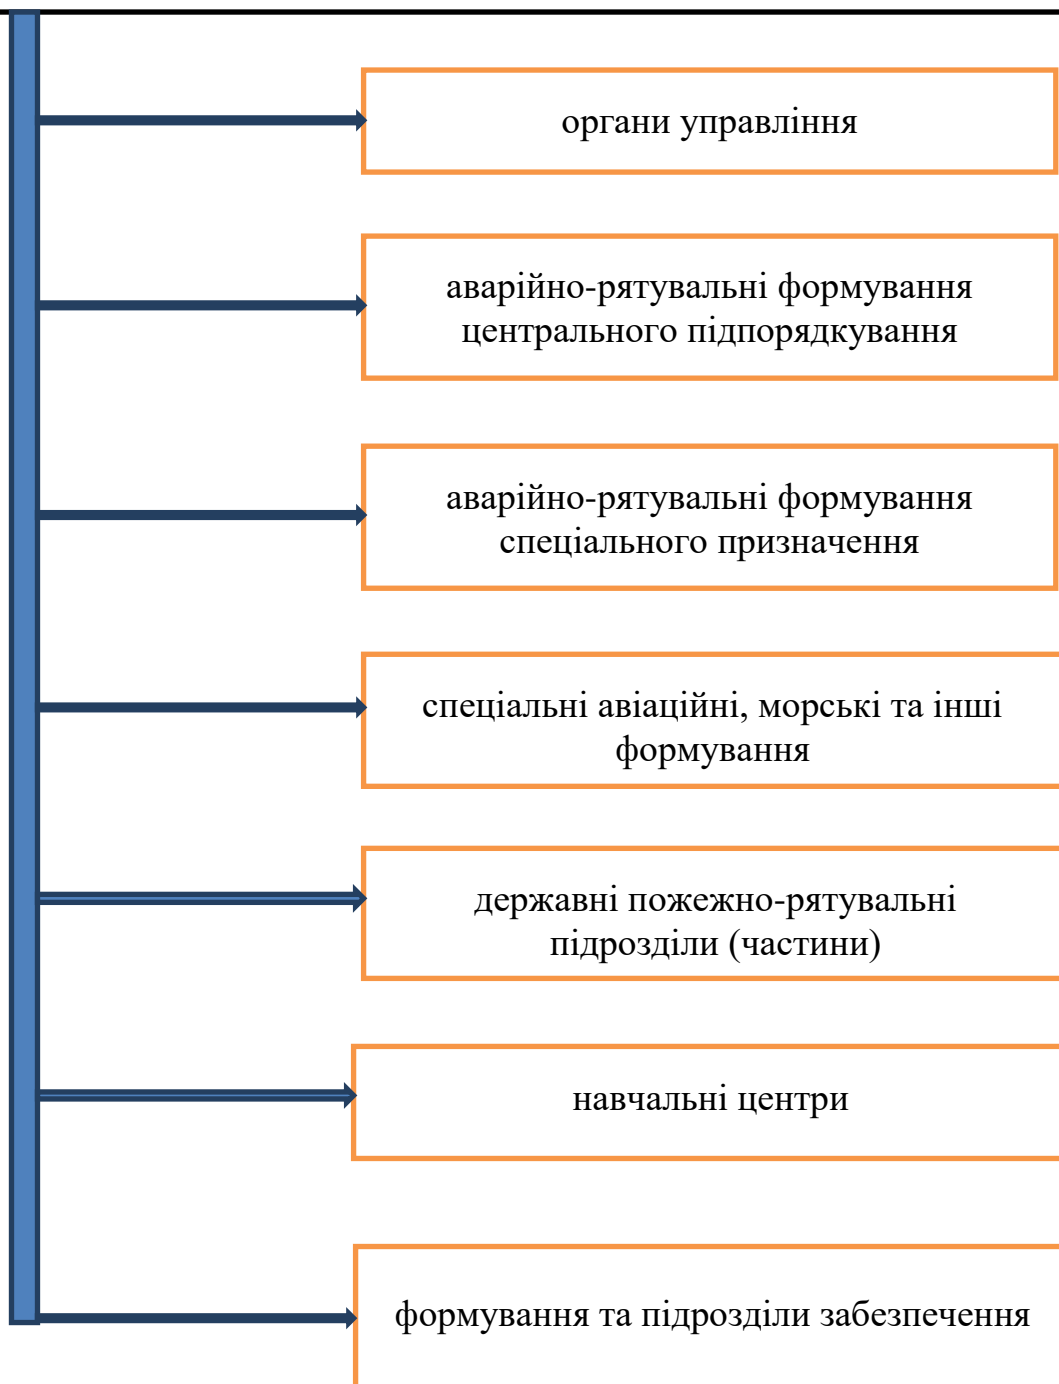 органи управління
аварійно-рятувальні формування
центрального підпорядкування
аварійно-рятувальні формування
спеціального призначення
спеціальні авіаційні, морські та інші
формування
державні пожежно-рятувальні
підрозділи (частини)
навчальні центри
формування та підрозділи забезпечення